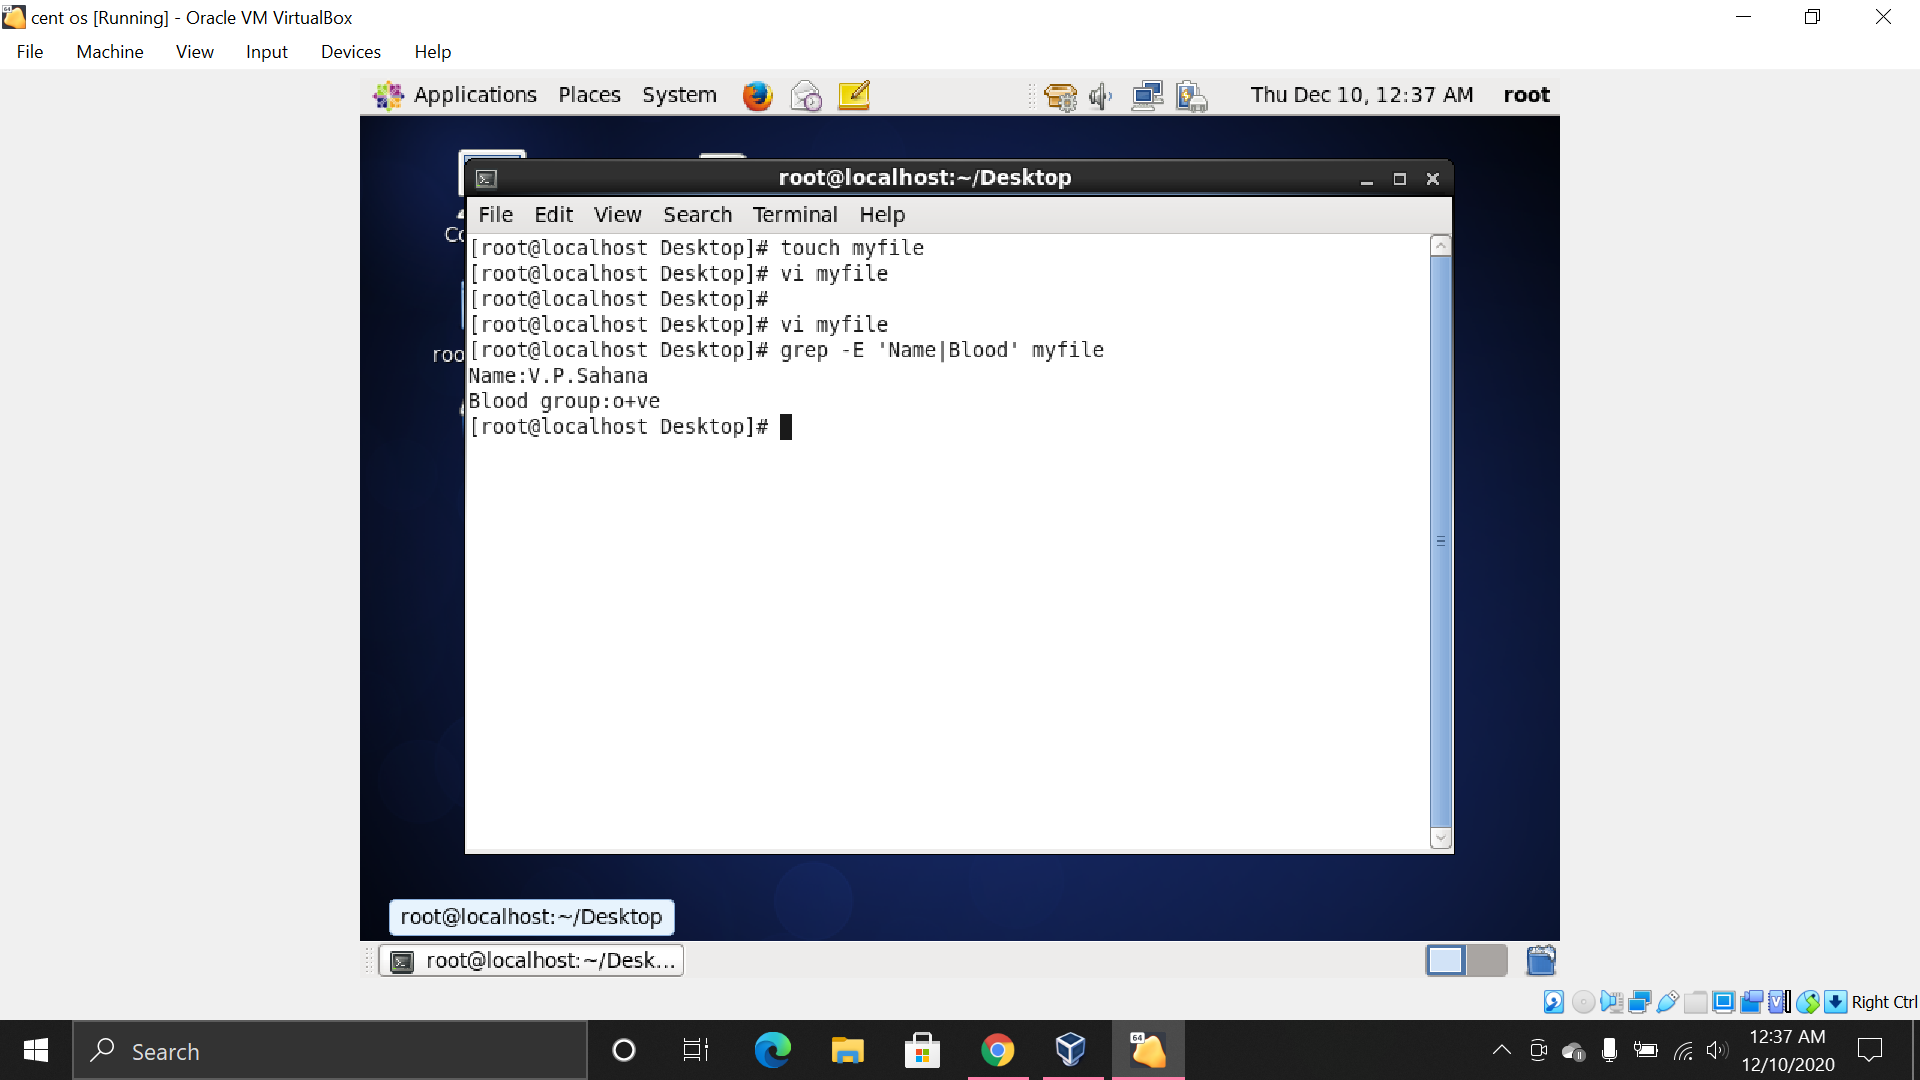 cent os [Running] - Oracle VM VirtualBox
File Machine View Input Devices Help
Applications Places System Thu Dec 10, 12:37 AM root
root@localhost:~/Desktop
File Edit View Search Terminal Help
[root@localhost Desktop]# touch myfile
[root@localhost Desktop]# vi myfile
[root@localhost Desktop]#
[root@localhost Desktop]# vi myfile
[root@localhost Desktop]# grep -E 'Name|Blood' myfile
Name:V.P.Sahana
Blood group:o+ve
[root@localhost Desktop]#
root@localhost:~/Desktop
root@localhost:~/Desk...
Right Ctrl
Search
64
12:37 AM
12/10/2020